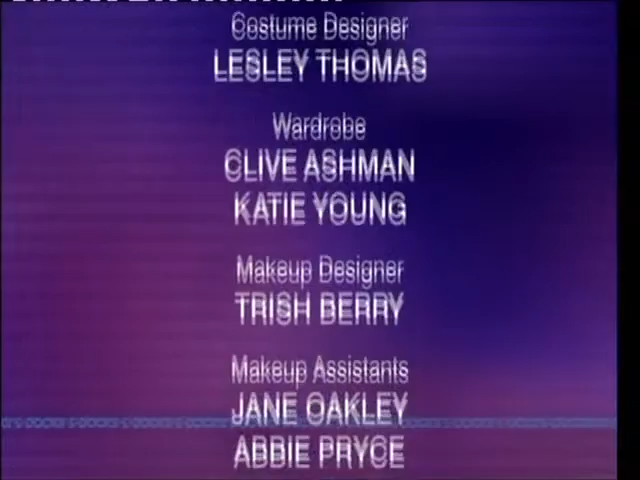 Costume Designer
LESLEY THOMAS
Wardrobe
CLIVE ASHMAN
KATIE YOUNG
Makeup Designer
TRISH BERRY
Makeup Assistants
JANE OAKLEY
ABBIE PRYCE